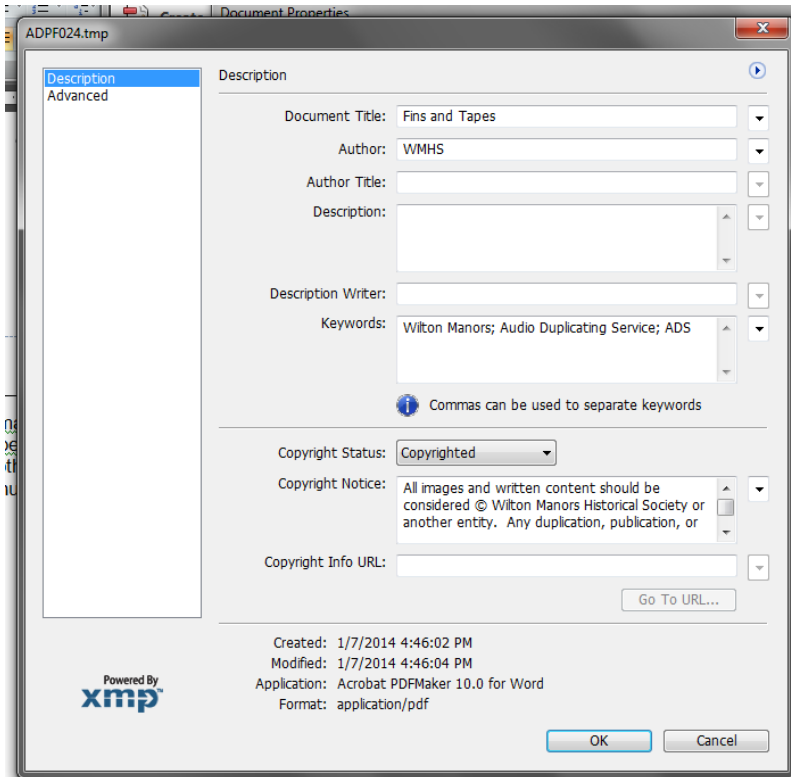 Create
Document Properties
ADPF024.tmp
Description
Advanced
Description
Document Title: Fins and Tapes
Author: WMHS
Author Title:
Description:
Description Writer:
Keywords: Wilton Manors; Audio Duplicating Service; ADS
Commas can be used to separate keywords
Copyright Status: Copyrighted
Copyright Notice: All images and written content should be
considered © Wilton Manors Historical Society or
another entity.  Any duplication, publication, or
Copyright Info URL:
Go To URL...
Created: 1/7/2014 4:46:02 PM
Modified: 1/7/2014 4:46:04 PM
Application: Acrobat PDFMaker 10.0 for Word
Format: application/pdf
Powered By
xmp™
OK
Cancel